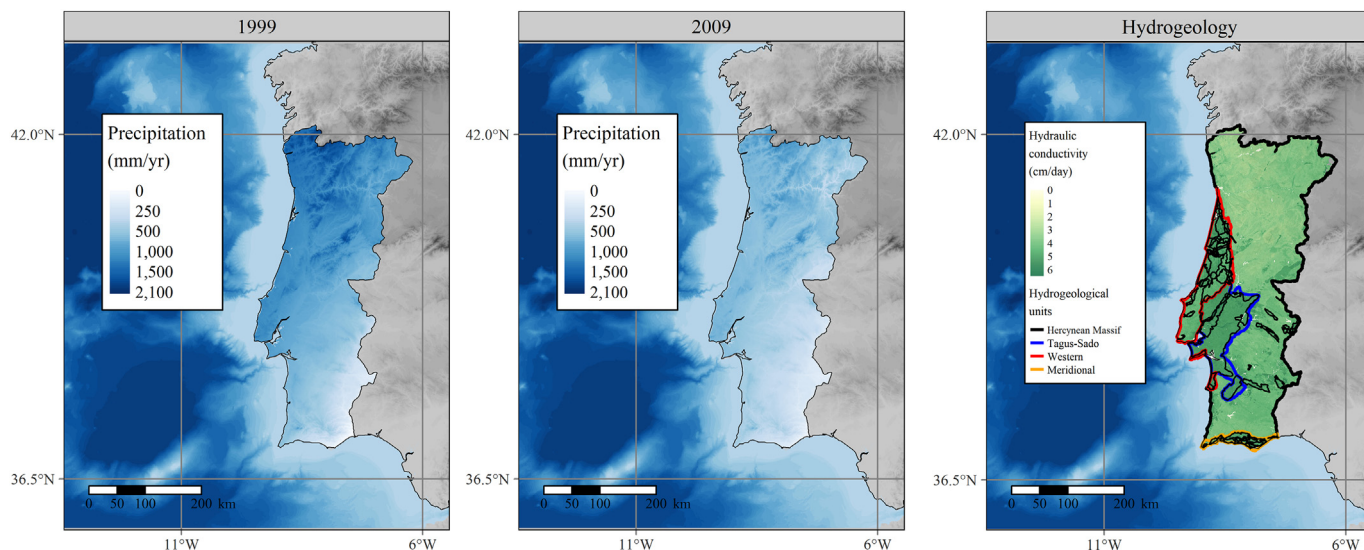 1999
2009
Hydrogeology
Precipitation
(mm/yr)
0
250
500
1,000
1,500
2,100
Precipitation
(mm/yr)
0
250
500
1,000
1,500
2,100
Hydraulic
conductivity
(cm/day)
0
1
2
3
4
5
6
Hydrogeological
units
Hercynean Massif
Tagus-Sado
Western
Meridional
42.0°N
36.5°N
0 50 100 200 km
11°W 6°W
42.0°N
36.5°N
0 50 100 200 km
11°W 6°W
42.0°N
36.5°N
0 50 100 200 km
11°W 6°W